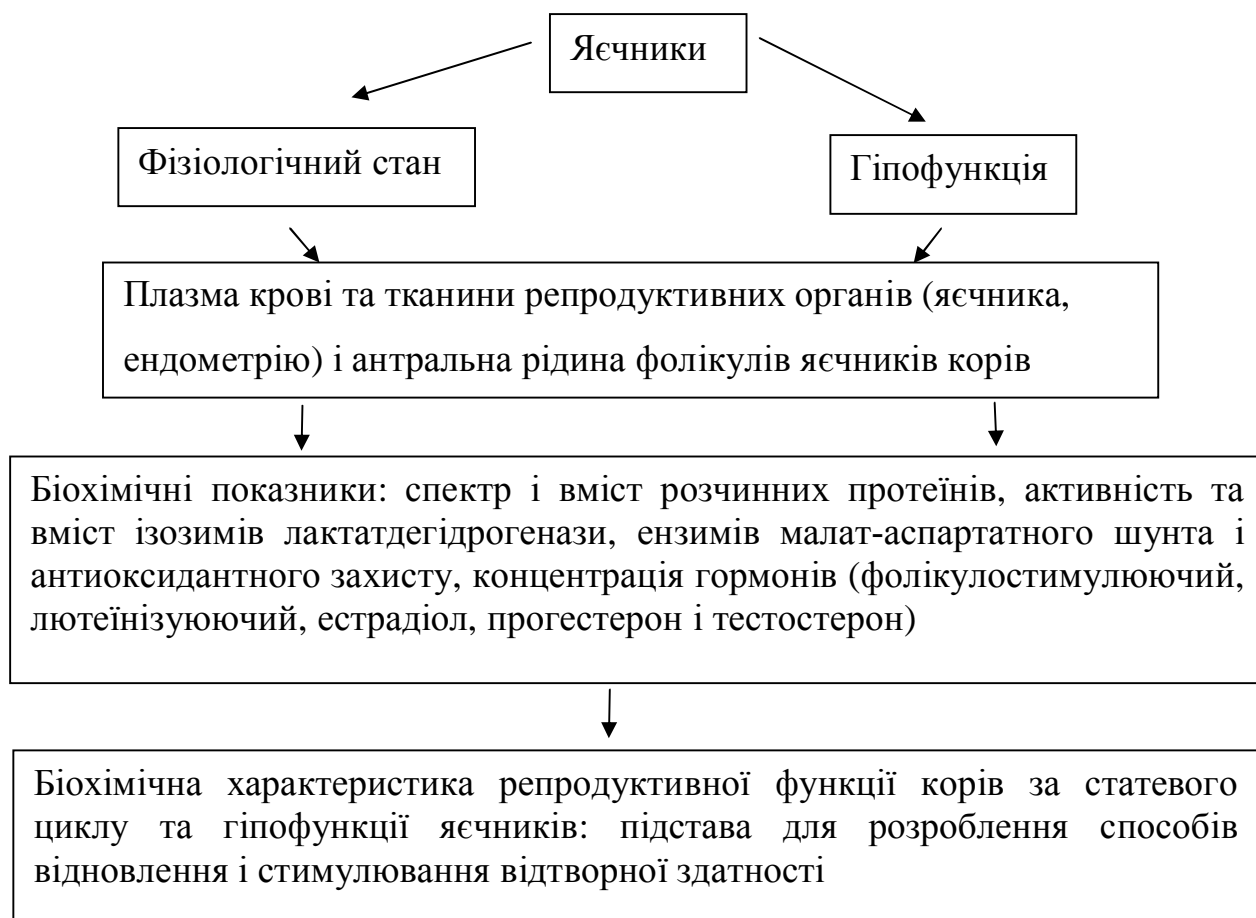 Яєчники
Фізіологічний стан
Гіпофункція
Плазма крові та тканини репродуктивних органів (яєчника,
ендометрію) і антральна рідина фолікулів яєчників корів
Біохімічні показники: спектр і вміст розчинних протеїнів, активність та
вміст ізозимів лактатдегідрогенази, ензимів малат-аспартатного шунта і
антиоксидантного захисту, концентрація гормонів (фолікулостимулюючий,
лютеїнізуюючий, естрадіол, прогестерон і тестостерон)
Біохімічна характеристика репродуктивної функції корів за статевого
циклу та гіпофункції яєчників: підстава для розроблення способів
відновлення і стимулювання відтворної здатності